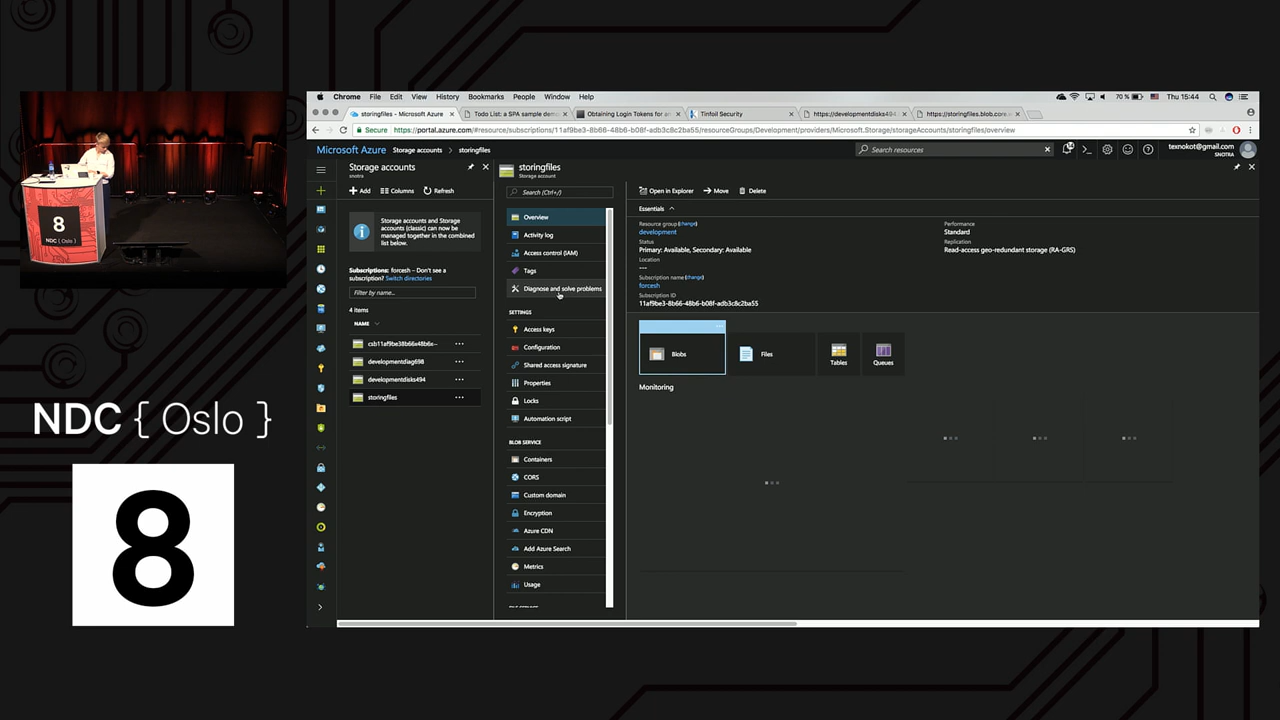 Chrome File Edit View History Bookmarks People Window Help
70 % Thu 15:44
storingfiles - Microsoft Azure
Todo List: a SPA sample dem
Obtaining Login Tokens for an
Tinfoil Security
https://developmentdisks494
https://storingfiles.blob.core.w
Secure https://portal.azure.com/#resource/subscriptions/11af9be3-8b66-48b6-b08f-adb3c8c2ba55/resourceGroups/Development/providers/Microsoft.Storage/storageAccounts/storingfiles/overview
Microsoft Azure Storage accounts > storingfiles
Search resources
texnokot@gmail.com
SNOTRA
Storage accounts
snotra
Add Columns Refresh
Storage accounts and Storage
accounts (classic) can now be
managed together in the combined
list below.
Subscriptions: forcesh – Don't see a
subscription? Switch directories
Filter by name...
4 items
NAME
csb11af9be38b66x48b6x--
developmentdiag698
developmentdisks494
storingfiles
storingfiles
Storage account
Search (Ctrl+/)
Overview
Activity log
Access control (IAM)
Tags
Diagnose and solve problems
SETTINGS
Access keys
Configuration
Shared access signature
Properties
Locks
Automation script
BLOB SERVICE
Containers
CORS
Custom domain
Encryption
Azure CDN
Add Azure Search
Metrics
Usage
Open in Explorer Move Delete
Essentials
Resource group (change)
development
Status
Primary: Available, Secondary: Available
Location
---
Subscription name (change)
forcesh
Subscription ID
11af9be3-8b66-48b6-b08f-adb3c8c2ba55
Performance
Standard
Replication
Read-access geo-redundant storage (RA-GRS)
Blobs
Files
Tables
Queues
Monitoring
8
NDC { Oslo }
NDC { Oslo }
8